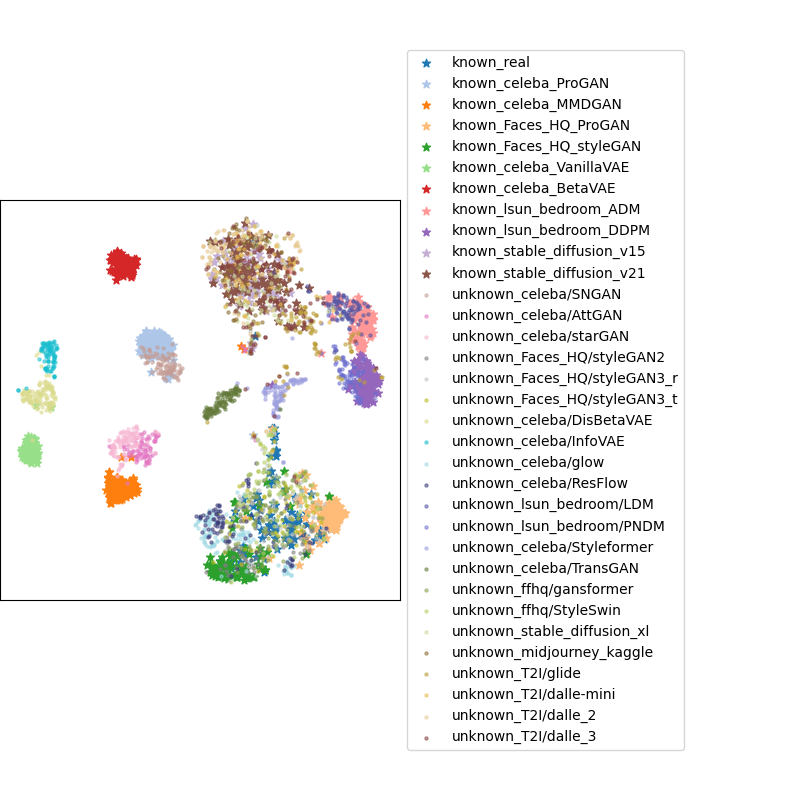 known_real
known_celeba_ProGAN
known_celeba_MMDGAN
known_Faces_HQ_ProGAN
known_Faces_HQ_styleGAN
known_celeba_VanillaVAE
known_celeba_BetaVAE
known_lsun_bedroom_ADM
known_lsun_bedroom_DDPM
known_stable_diffusion_v15
known_stable_diffusion_v21
unknown_celeba/SNGAN
unknown_celeba/AttGAN
unknown_celeba/starGAN
unknown_Faces_HQ/styleGAN2
unknown_Faces_HQ/styleGAN3_r
unknown_Faces_HQ/styleGAN3_t
unknown_celeba/DisBetaVAE
unknown_celeba/InfoVAE
unknown_celeba/glow
unknown_celeba/ResFlow
unknown_lsun_bedroom/LDM
unknown_lsun_bedroom/PNDM
unknown_celeba/Styleformer
unknown_celeba/TransGAN
unknown_ffhq/gansformer
unknown_ffhq/StyleSwin
unknown_stable_diffusion_xl
unknown_midjourney_kaggle
unknown_T2I/glide
unknown_T2I/dalle-mini
unknown_T2I/dalle_2
unknown_T2I/dalle_3